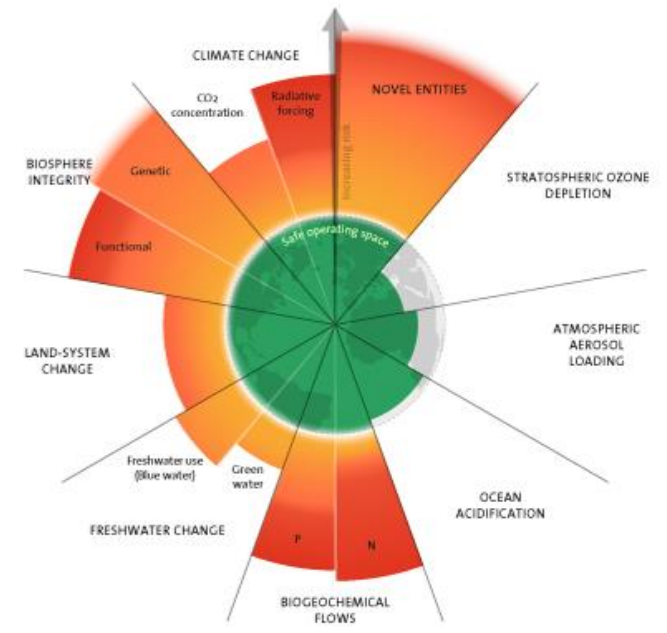 CLIMATE CHANGE
CO2
concentration
Radiative
forcing
NOVEL ENTITIES
Increasing risk
BIOSPHERE
INTEGRITY
Genetic
Functional
STRATOSPHERIC OZONE
DEPLETION
Safe operating space
ATMOSPHERIC
AEROSOL
LOADING
LAND-SYSTEM
CHANGE
Freshwater use
(Blue water)
Green
water
FRESHWATER CHANGE
OCEAN
ACIDIFICATION
P
N
BIOGEOCHEMICAL
FLOWS